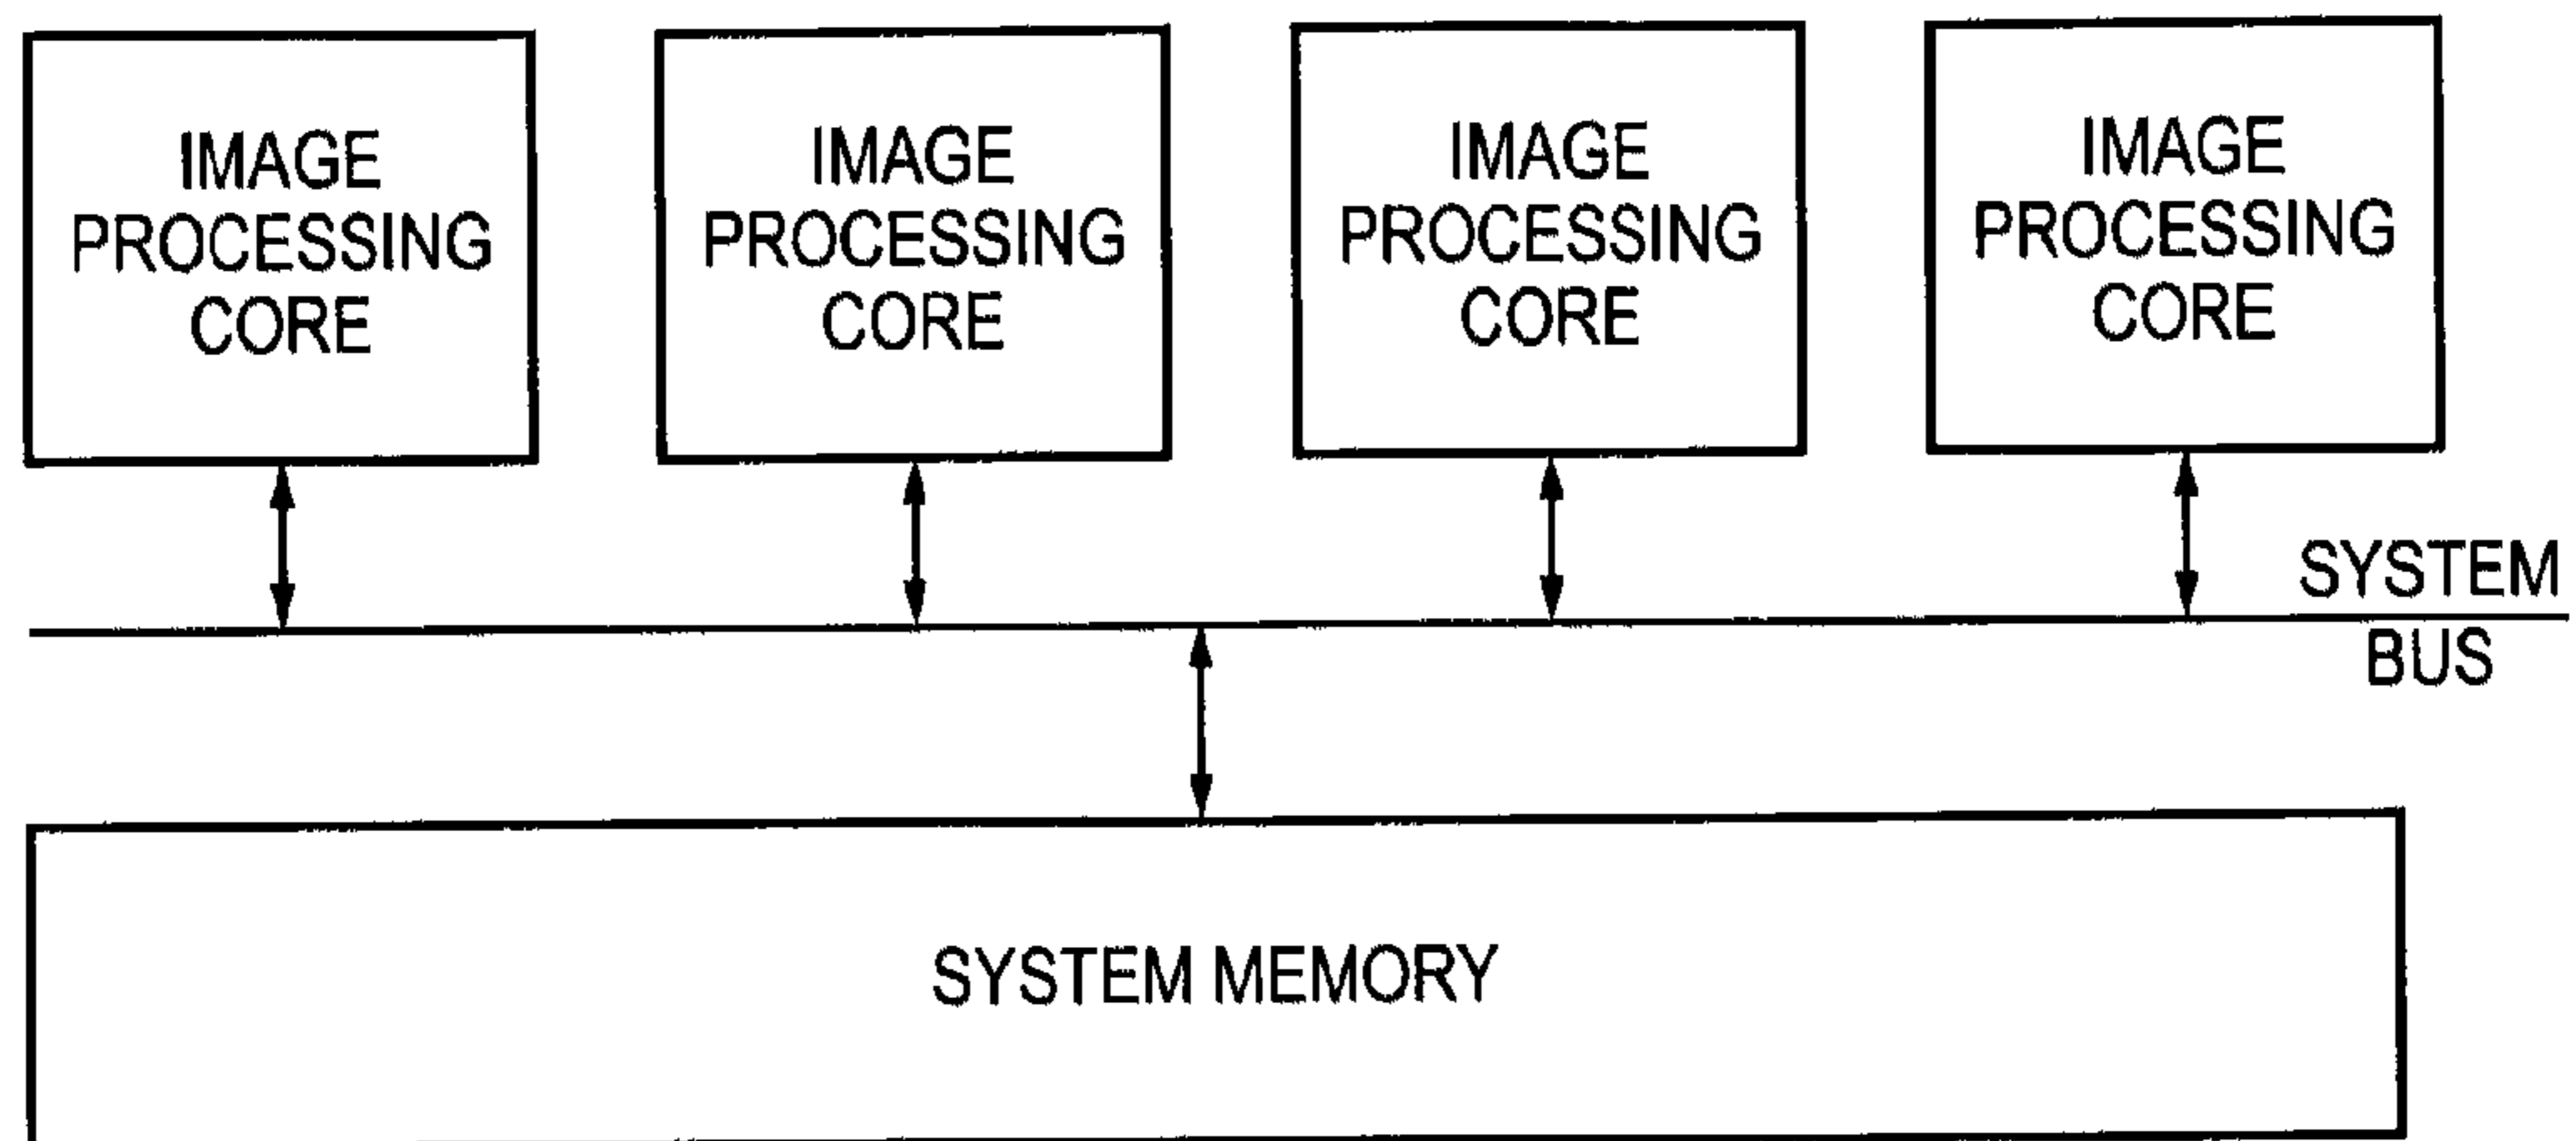 IMAGE
PROCESSING
CORE
IMAGE
PROCESSING
CORE
IMAGE
PROCESSING
CORE
IMAGE
PROCESSING
CORE
SYSTEM
BUS
SYSTEM MEMORY